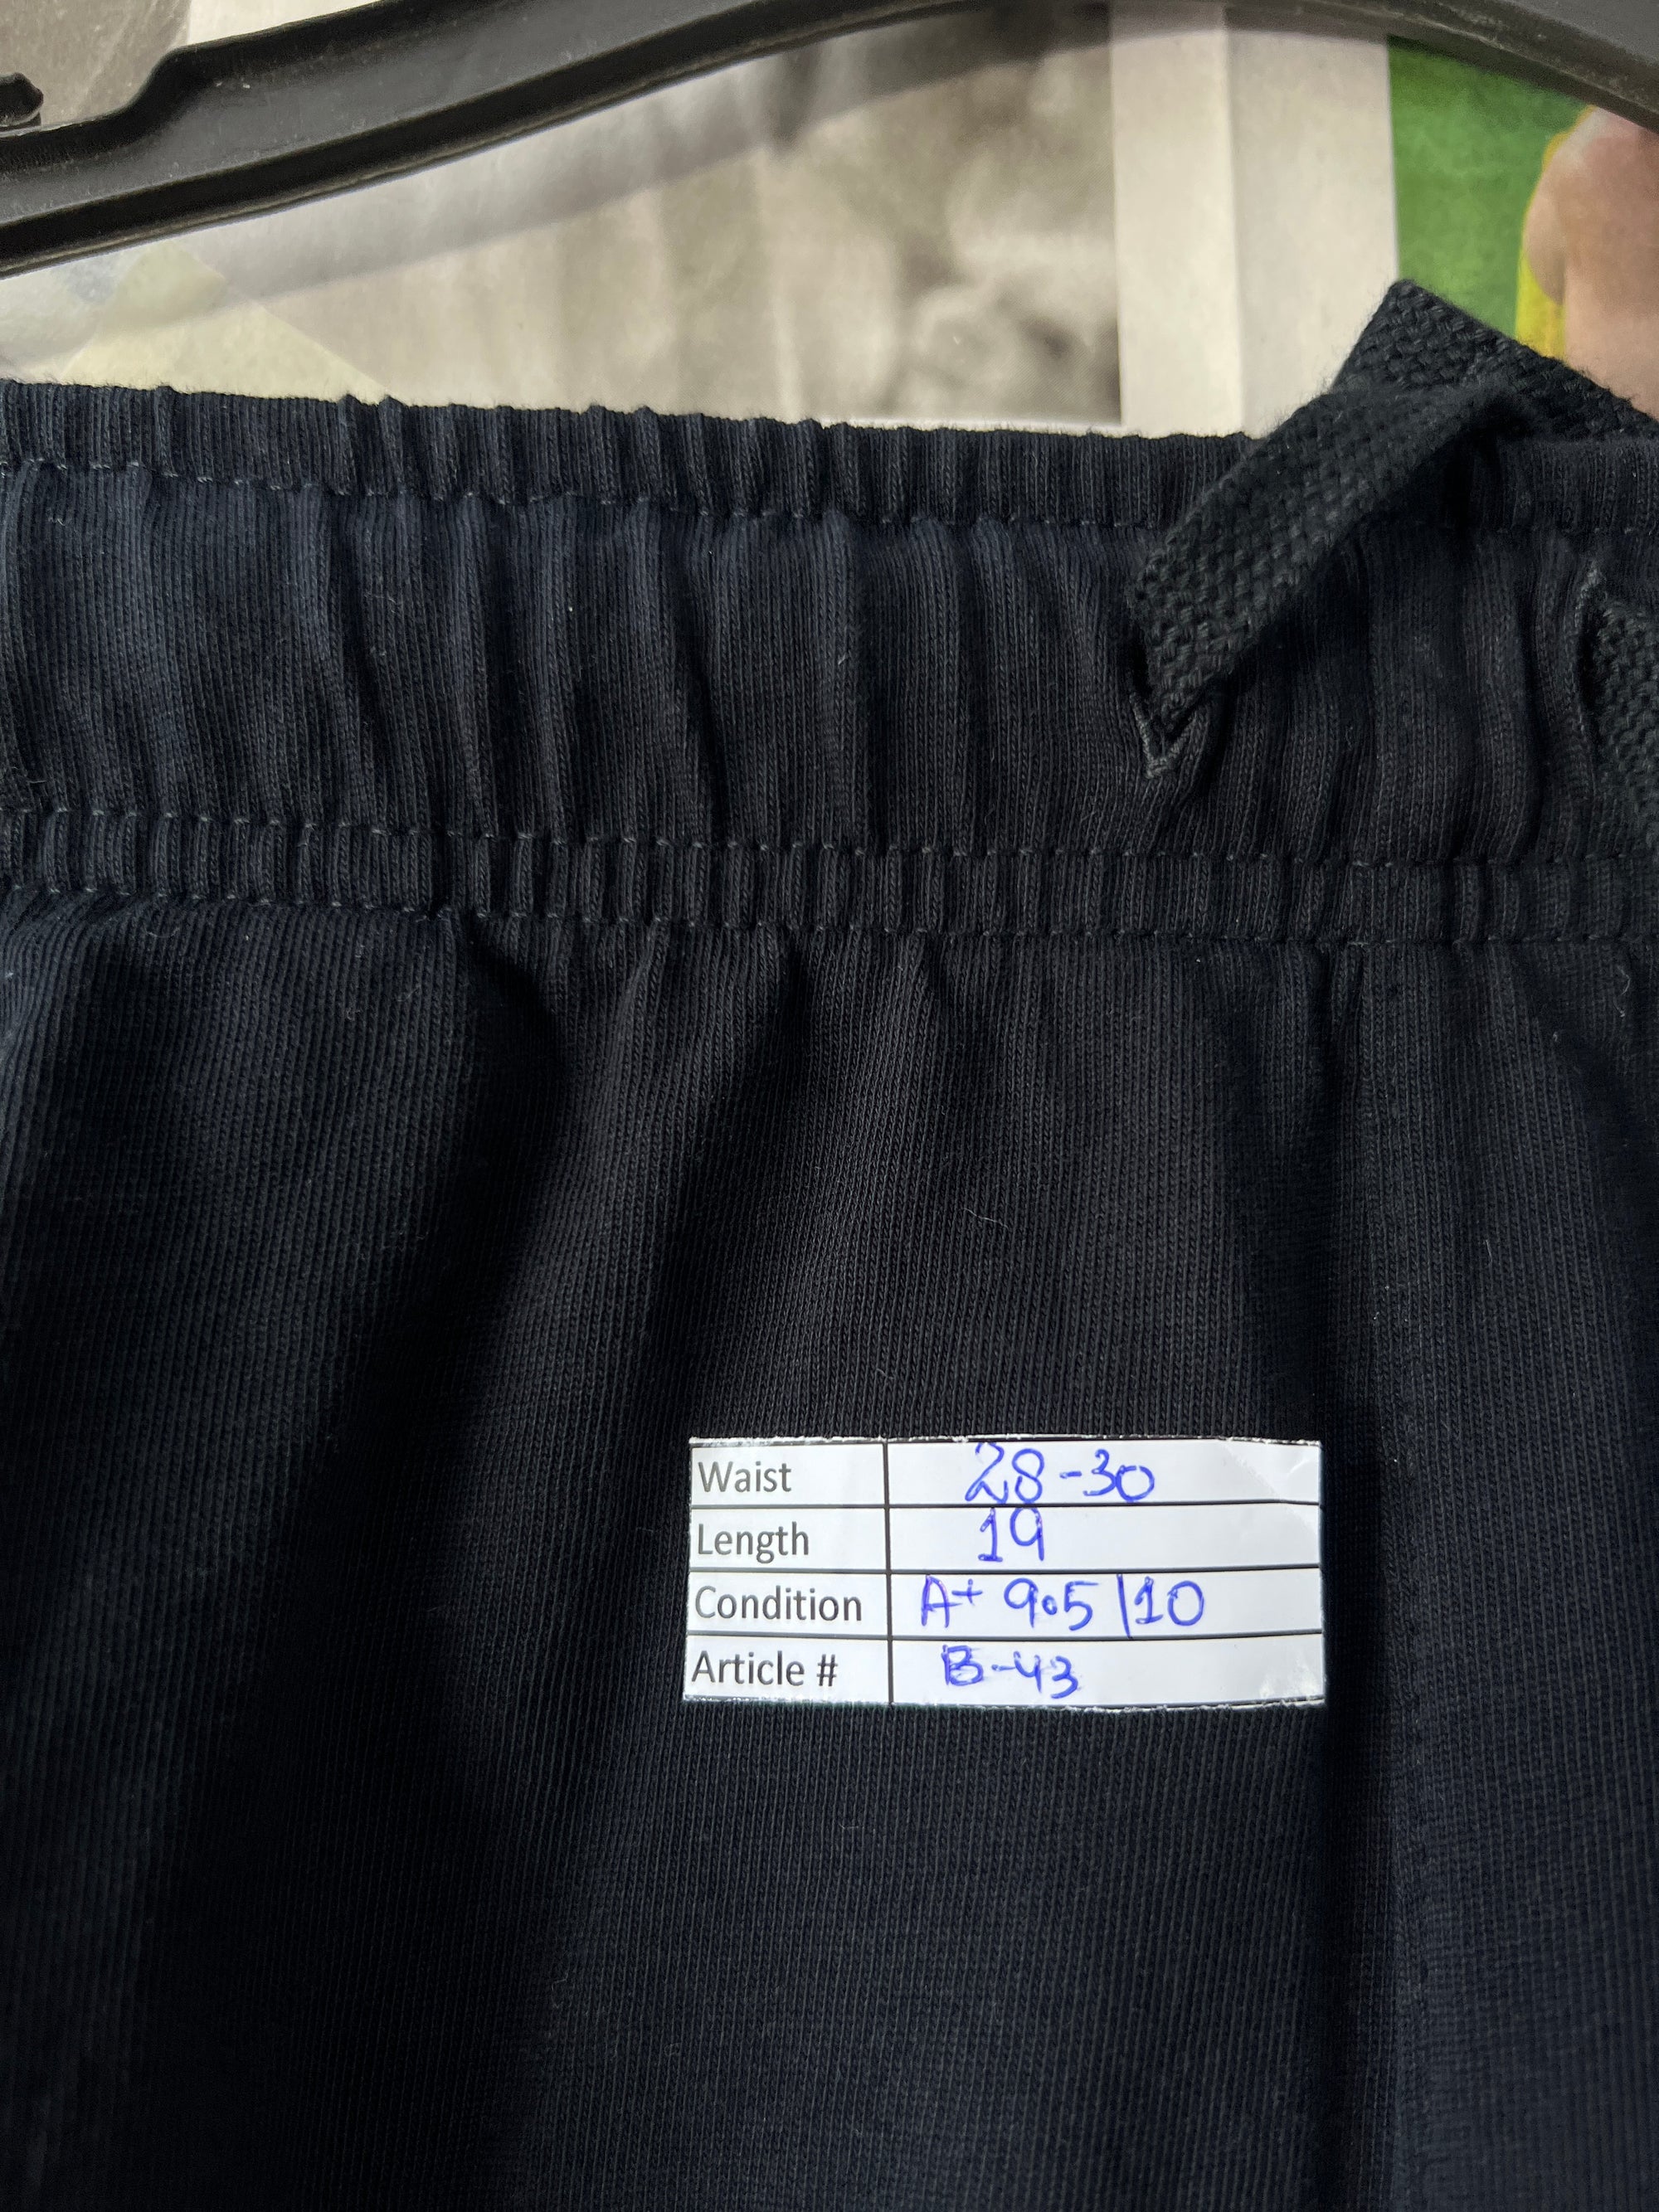 Waist 28-30
Length 19
Condition A+ 9.5/10
Article # B-43